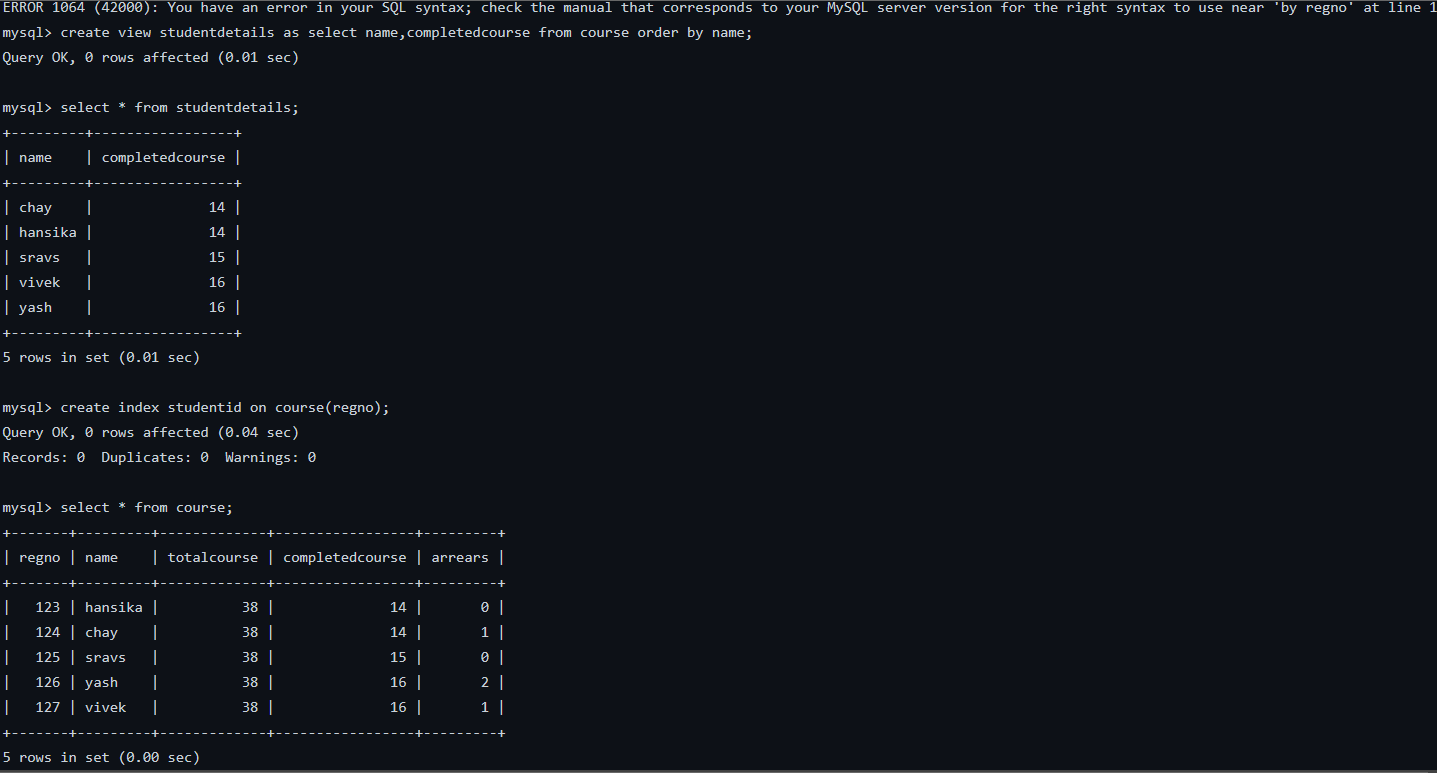 ERROR 1064 (42000): You have an error in your SQL syntax; check the manual that corresponds to your MySQL server version for the right syntax to use near 'by regno' at line 1
mysql> create view studentdetails as select name,completedcourse from course order by name;
Query OK, 0 rows affected (0.01 sec)

mysql> select * from studentdetails;
+---------+-----------------+
| name    | completedcourse |
+---------+-----------------+
| chay    |              14 |
| hansika |              14 |
| sravs   |              15 |
| vivek   |              16 |
| yash    |              16 |
+---------+-----------------+
5 rows in set (0.01 sec)

mysql> create index studentid on course(regno);
Query OK, 0 rows affected (0.04 sec)
Records: 0  Duplicates: 0  Warnings: 0

mysql> select * from course;
+-------+---------+-------------+-----------------+---------+
| regno | name    | totalcourse | completedcourse | arrears |
+-------+---------+-------------+-----------------+---------+
|   123 | hansika |          38 |              14 |       0 |
|   124 | chay    |          38 |              14 |       1 |
|   125 | sravs   |          38 |              15 |       0 |
|   126 | yash    |          38 |              16 |       2 |
|   127 | vivek   |          38 |              16 |       1 |
+-------+---------+-------------+-----------------+---------+
5 rows in set (0.00 sec)